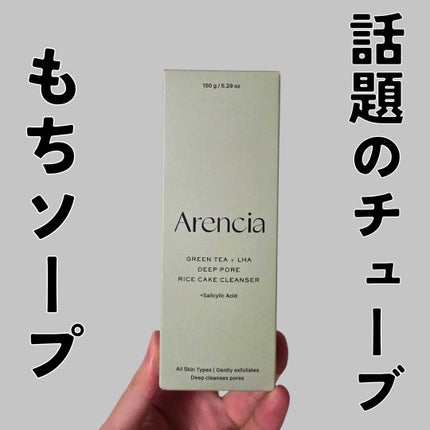 話題のチューブ
もちソープ
150 g / 5.29 oz
Arencia
GREEN TEA + LHA
DEEP PORE
RICE CAKE CLEANSER
+Salicylic Acid
All Skin Types | Gently exfoliates
Deep cleanses pores